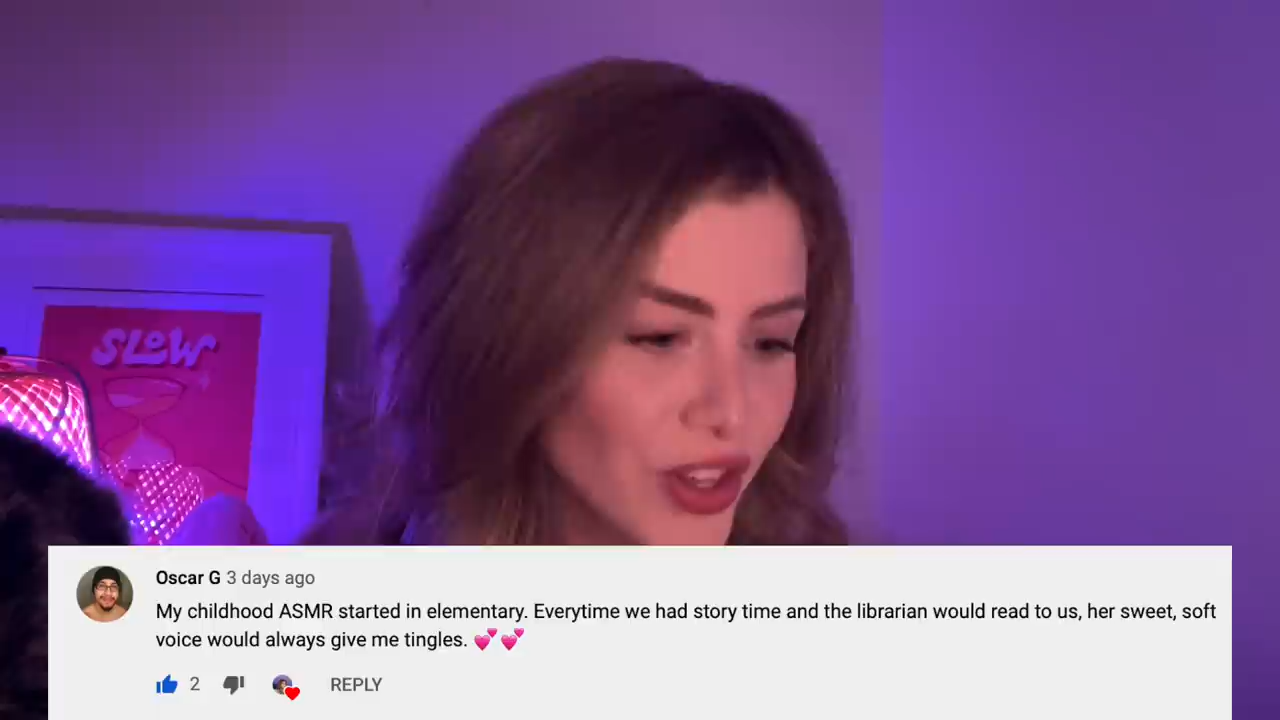 SLOW
Oscar G 3 days ago
My childhood ASMR started in elementary. Everytime we had story time and the librarian would read to us, her sweet, soft
voice would always give me tingles. 💕💕
2 REPLY